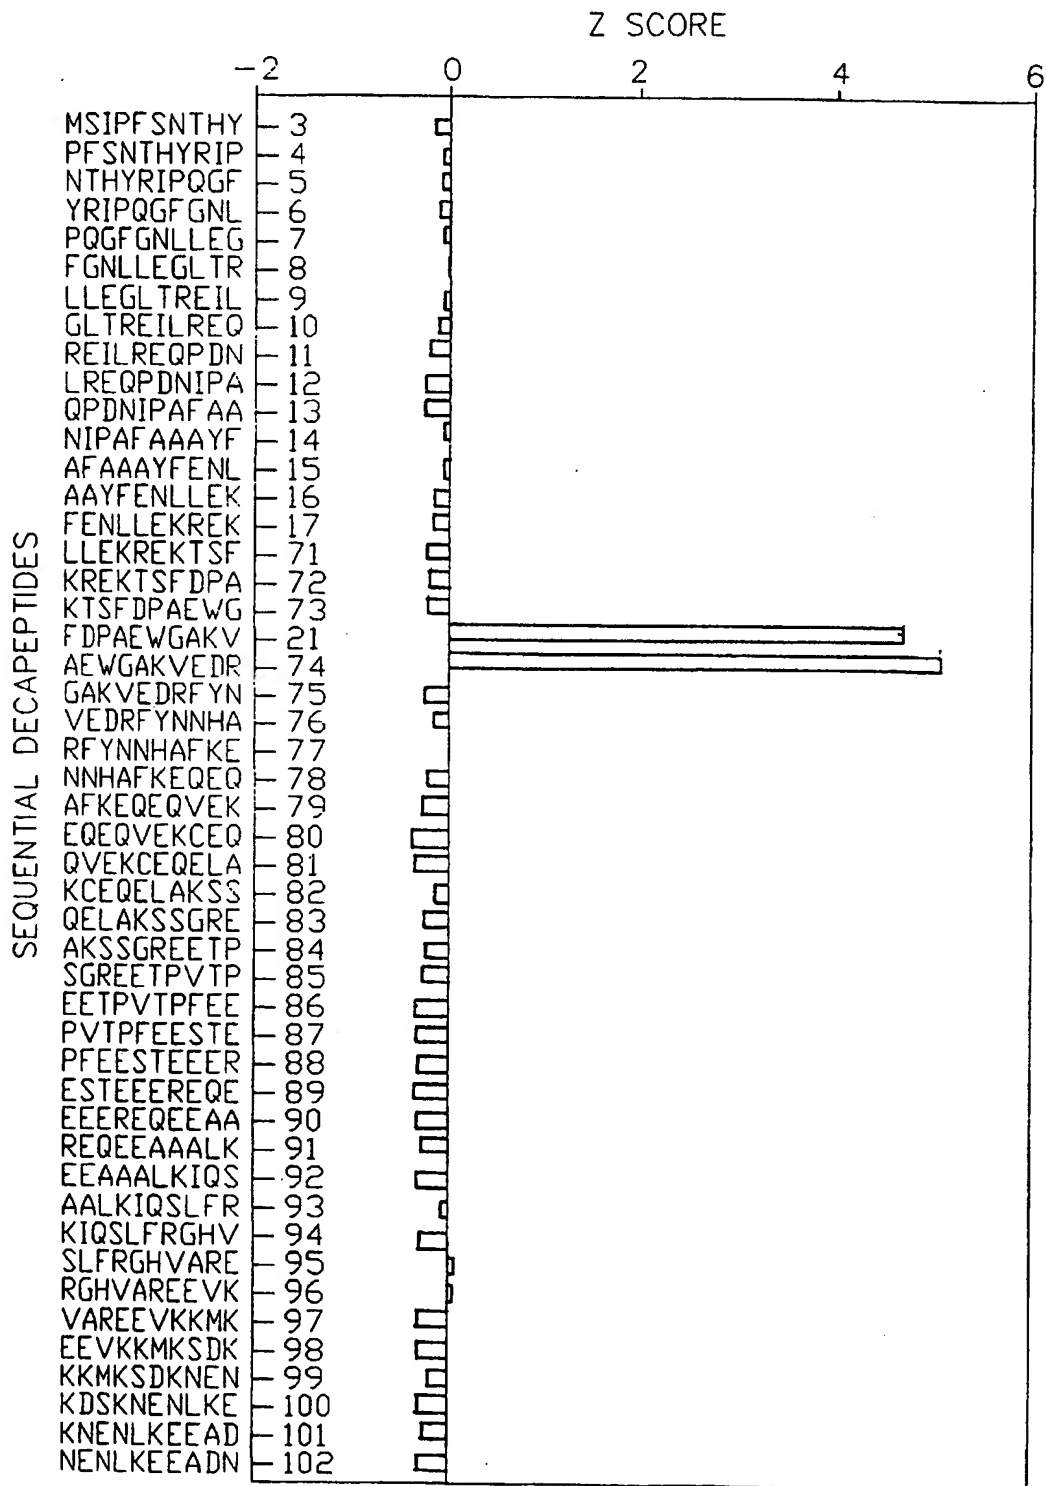 Z SCORE
-2 0 2 4 6
SEQUENTIAL DECAPEPTIDES
MSIPFSNTHY 3
PFSNTHYRIP 4
NTHYRIPQGF 5
YRIPQGFGNL 6
PQGFGNLLEG 7
FGNLLEGLTR 8
LLEGLTREIL 9
GLTREILREQ 10
REILREQPDN 11
LREQPDNIPA 12
QPDNIPAFAA 13
NIPAFAAAYF 14
AFAAAYFENL 15
AAYFENLLEK 16
FENLLEKREK 17
LLEKREKTSF 71
KREKTSFDPA 72
KTSFDPAEWG 73
FDPAEWGAKV 21
AEWGAKVEDR 74
GAKVEDRFYN 75
VEDRFYNNHA 76
RFYNNHAFKE 77
NNHAFKEQEQ 78
AFKEQEQVEK 79
EQEQVEKCEQ 80
QVEKCEQELA 81
KCEQELAKSS 82
QELAKSSGRE 83
AKSSGREETP 84
SGREETPVTP 85
EETPVTPFEE 86
PVTPFEESTE 87
PFEESTEEER 88
ESTEEEREQE 89
EEEREQEEAA 90
REQEEAAALK 91
EEAAALKIQS 92
AALKIQSLFR 93
KIQSLFRGHV 94
SLFRGHVARE 95
RGHVAREEVK 96
VAREEVKKMK 97
EEVKKMKSDK 98
KKMKSDKNEN 99
KDSKNENLKE 100
KNENLKEEAD 101
NENLKEEADN 102